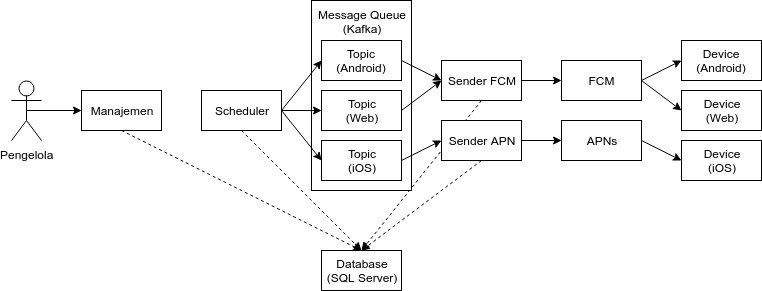 Message Queue
(Kafka)
Topic
(Android)
Topic
(Web)
Topic
(iOS)
Pengelola
Manajemen
Scheduler
Sender FCM
Sender APN
FCM
APNs
Device
(Android)
Device
(Web)
Device
(iOS)
Database
(SQL Server)